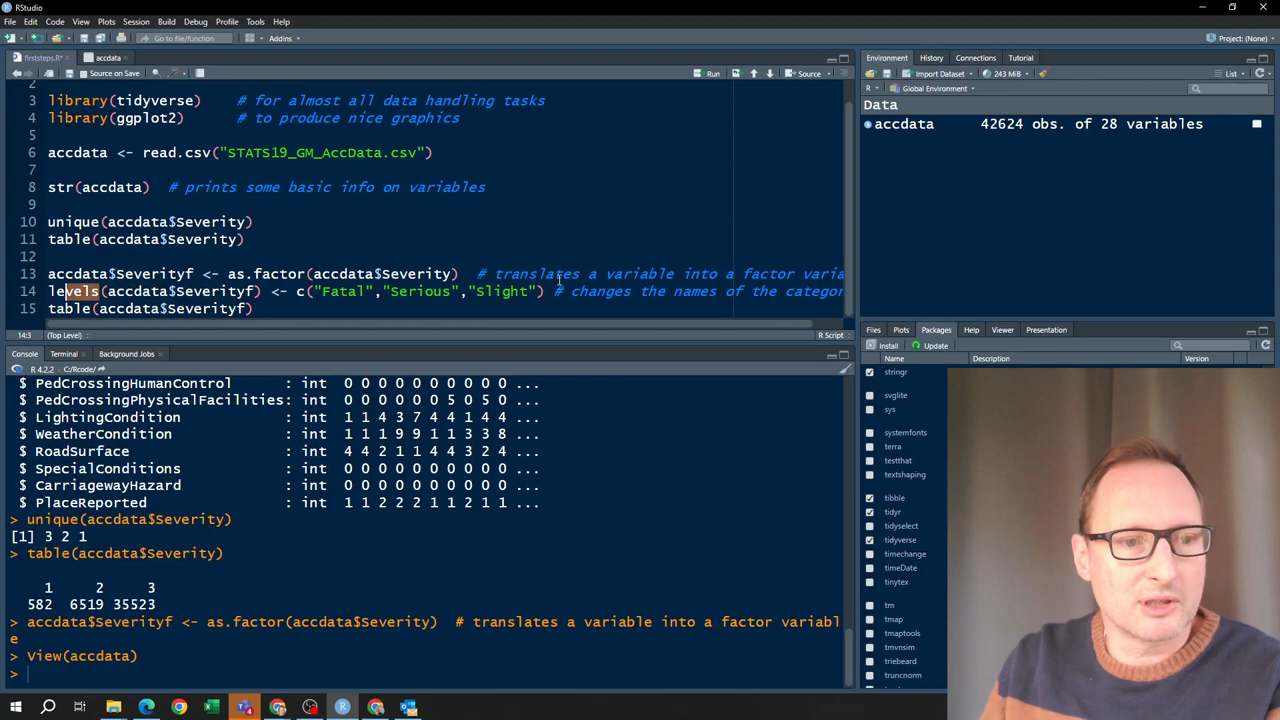 RStudio
File Edit Code View Plots Session Build Debug Profile Tools Help
Go to file/function Addins Project: (None)
firststeps.R* accdata
Source on Save Run Source
2
3 library(tidyverse) # for almost all data handling tasks
4 library(ggplot2) # to produce nice graphics
5
6 accdata <- read.csv("STATS19_GM_AccData.csv")
7
8 str(accdata) # prints some basic info on variables
9
10 unique(accdata$Severity)
11 table(accdata$Severity)
12
13 accdata$Severityf <- as.factor(accdata$Severity) # translates a variable into a factor varia
14 levels(accdata$Severityf) <- c("Fatal","Serious","Slight") # changes the names of the categor
15 table(accdata$Severityf)
14:3 (Top Level) R Script
Console Terminal Background Jobs
R 4.2.2 . C:/Rcode/
$ PedCrossingHumanControl : int 0 0 0 0 0 0 0 0 0 0 ...
$ PedCrossingPhysicalFacilities: int 0 0 0 0 0 0 5 0 5 0 ...
$ LightingCondition : int 1 1 4 3 7 4 4 1 4 4 ...
$ WeatherCondition : int 1 1 1 9 9 1 1 3 3 8 ...
$ RoadSurface : int 4 4 2 1 1 4 4 3 2 4 ...
$ SpecialConditions : int 0 0 0 0 0 0 0 0 0 0 ...
$ CarriagewayHazard : int 0 0 0 0 0 0 0 0 0 0 ...
$ PlaceReported : int 1 1 2 2 2 1 1 2 1 1 ...
> unique(accdata$Severity)
[1] 3 2 1
> table(accdata$Severity)
1 2 3
582 6519 35523
> accdata$Severityf <- as.factor(accdata$Severity) # translates a variable into a factor variabl
e
> View(accdata)
>
Environment History Connections Tutorial
Import Dataset 243 MiB List
R Global Environment
Data
accdata 42624 obs. of 28 variables
Files Plots Packages Help Viewer Presentation
Install Update
Name Description Versio
stringr
svglite
sys
systemfonts
terra
testthat
textshaping
tibble
tidyr
tidyselect
tidyverse
timechange
timeDate
tinytex
tm
tmap
tmaptools
tmvnsim
triebeard
truncnorm